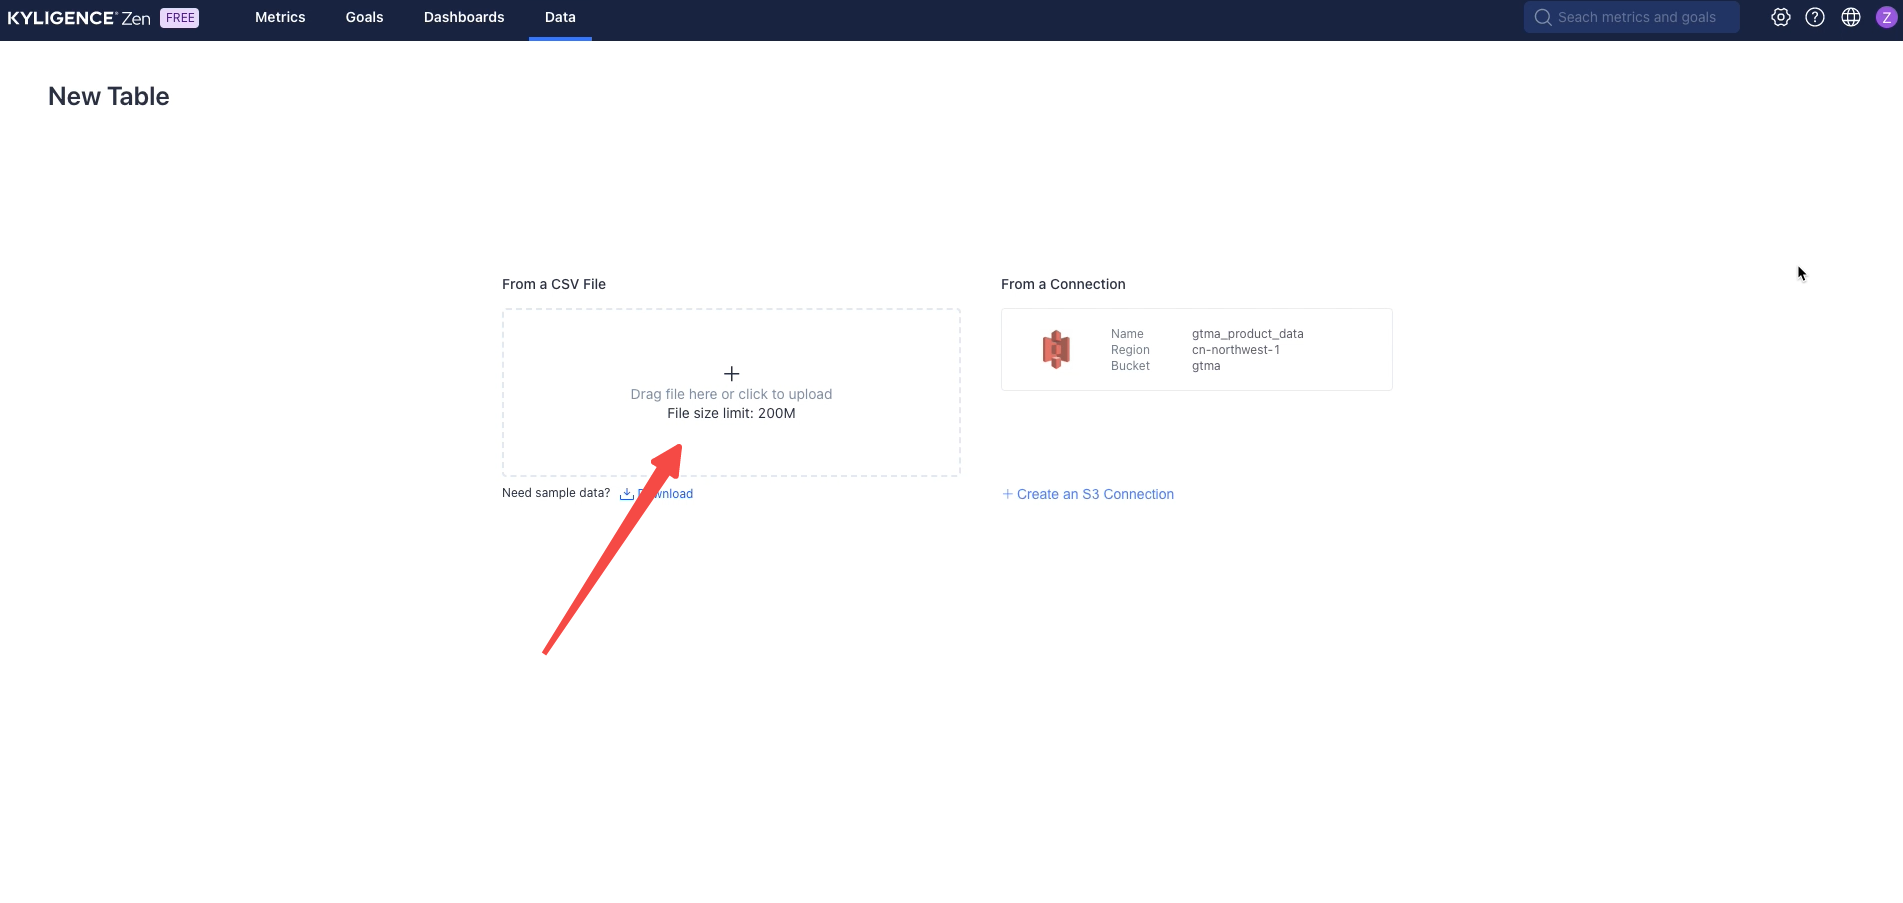 KYLIGENCE Zen FREE Metrics Goals Dashboards Data Seach metrics and goals Z
New Table
From a CSV File
Drag file here or click to upload
File size limit: 200M
Need sample data? Download
From a Connection
Name gtma_product_data
Region cn-northwest-1
Bucket gtma
+ Create an S3 Connection